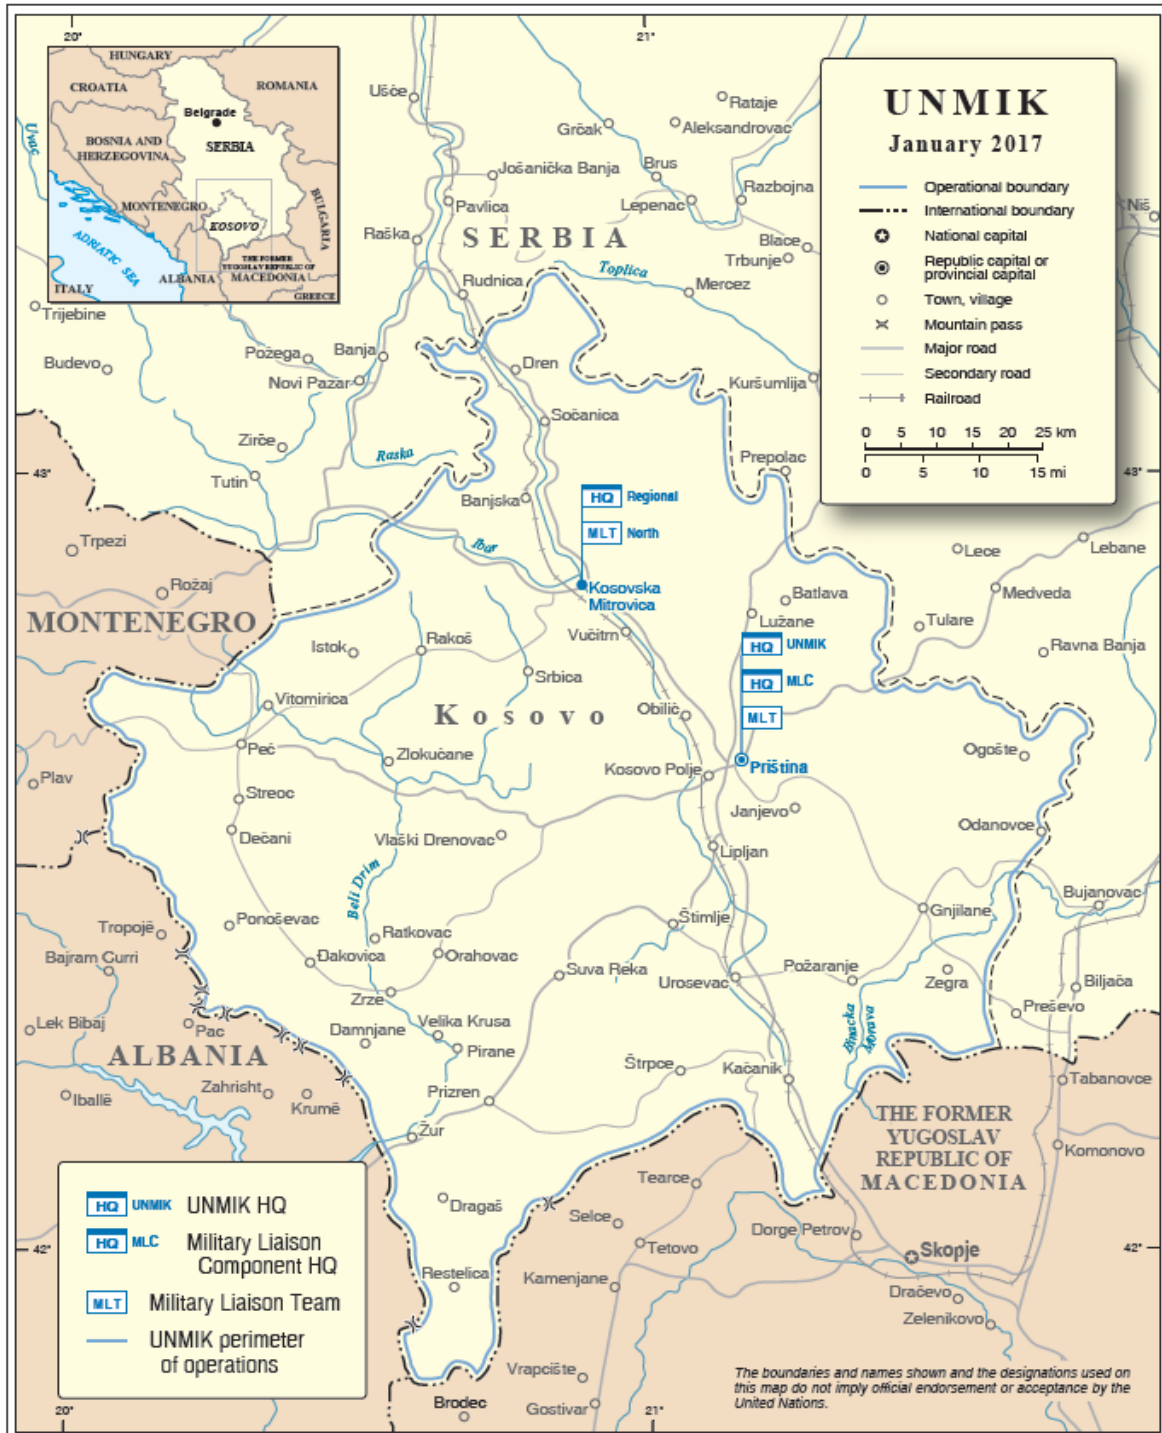 20°
21°
HUNGARY
CROATIA
ROMANIA
Belgrade
BOSNIA AND
HERZEGOVINA
SERBIA
MONTENEGRO
KOSOVO
BULGARIA
ADRIATIC SEA
THE FORMER
YUGOSLAV REPUBLIC OF
MACEDONIA
ALBANIA
ITALY
GREECE
Uvac
UNMIK
January 2017
Operational boundary
International boundary
National capital
Republic capital or
provincial capital
Town, village
Mountain pass
Major road
Secondary road
Railroad
0 5 10 15 20 25 km
0 5 10 15 mi
Ušće
Rataje
Grčak
Aleksandrovac
Jošanička Banja
Brus
Razbojna
Pavlica
Lepenac
Niš
Raška
SERBIA
Blace
Trbunje
Toplica
Rudnica
Mercez
Trijebine
Požega
Banja
Budevo
Dren
Novi Pazar
Kuršumlija
Sočanica
Zirče
Raska
Tutin
Prepolac
43°
43°
Banjska
HQ Regional
MLT North
Ibar
Trpezi
Lece
Lebane
Rožaj
Kosovska
Mitrovica
Batlava
Medveda
MONTENEGRO
Lužane
Tulare
Vučitrn
Rakoš
Istok
HQ UNMIK
Ravna Banja
Srbica
HQ MLC
Vitomirica
Kosovo
Obilić
MLT
Peć
Zlokučane
Ogošte
Kosovo Polje
Priština
Plav
Streoc
Janjevo
Dečani
Vlaški Drenovac
Odanovce
Lipljan
Beli Drim
Bujanovac
Ponoševac
Štimlje
Gnjilane
Tropojë
Ratkovac
Bajram Curri
Đakovica
Orahovac
Suva Reka
Urosevac
Požaranje
Zegra
Biljača
Zrze
Preševo
Lek Bibaj
Pac
Damnjane
Velika Krusa
Binacka
Morava
ALBANIA
Pirane
Štrpce
Kačanik
Zahrisht
Iballë
Krumë
Prizren
Tabanovce
Žur
THE FORMER
YUGOSLAV
REPUBLIC OF
MACEDONIA
Komonovo
Tearce
Dragaš
Selce
Dorge Petrov
Tetovo
Skopje
42°
42°
Restelica
Kamenjane
Dračevo
Zelenikovo
HQ UNMIK UNMIK HQ
HQ MLC Military Liaison
Component HQ
MLT Military Liaison Team
UNMIK perimeter
of operations
Vrapcište
Brodec
Gostivar
The boundaries and names shown and the designations used on
this map do not imply official endorsement or acceptance by the
United Nations.
20°
21°